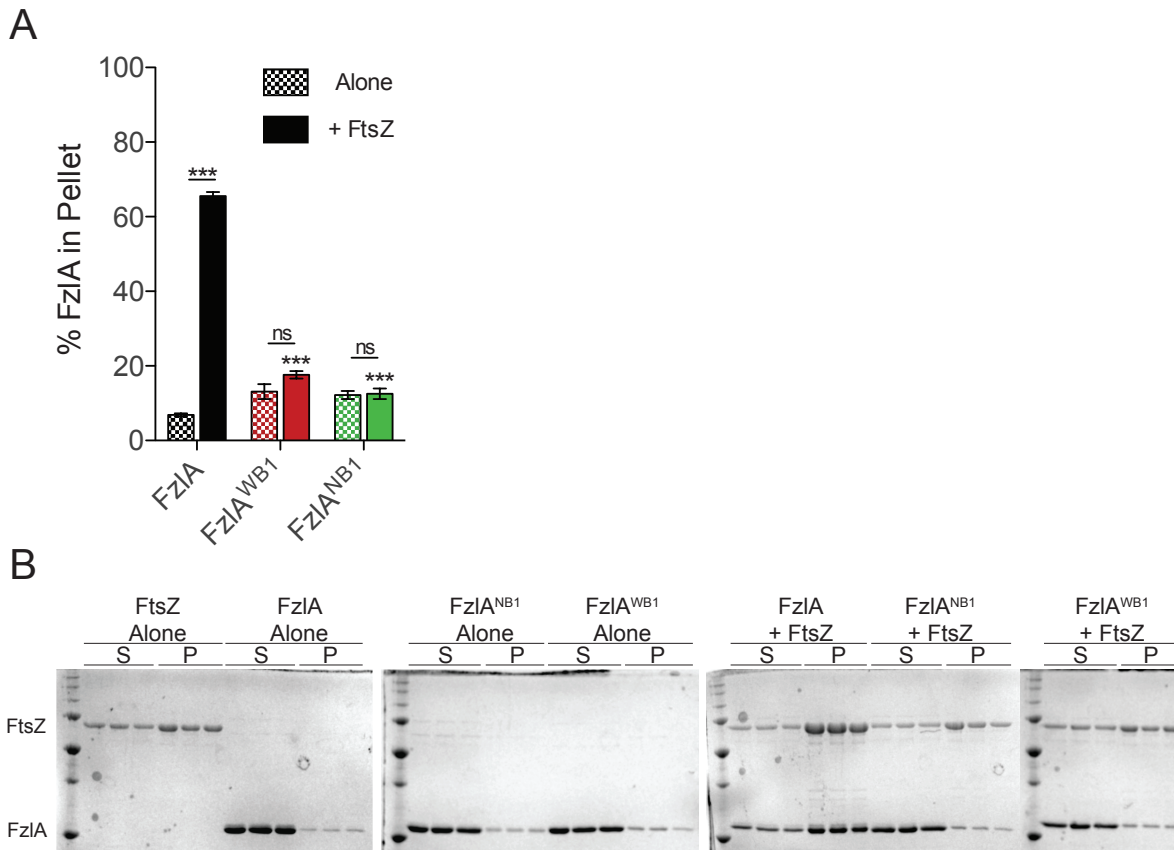 A
100
80
60
40
20
0
% FzlA in Pellet
Alone
+ FtsZ
***
ns
***
ns
***
FzlA
FzlA^WB1
FzlA^NB1
B
FtsZ Alone
FzlA Alone
FzlA^NB1 Alone
FzlA^WB1 Alone
FzlA + FtsZ
FzlA^NB1 + FtsZ
FzlA^WB1 + FtsZ
S P S P S P S P S P S P S P
FtsZ
FzlA